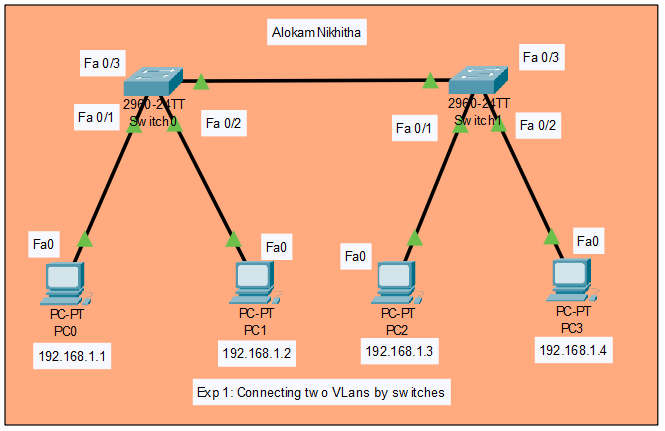 Alokam Nikhitha
Fa 0/3
Fa 0/3
2960-24TT
Switch0
2960-24TT
Switch1
Fa 0/1
Fa 0/2
Fa 0/1
Fa 0/2
Fa0
Fa0
Fa0
Fa0
PC-PT
PC0
PC-PT
PC1
PC-PT
PC2
PC-PT
PC3
192.168.1.1
192.168.1.2
192.168.1.3
192.168.1.4
Exp 1: Connecting two VLans by switches